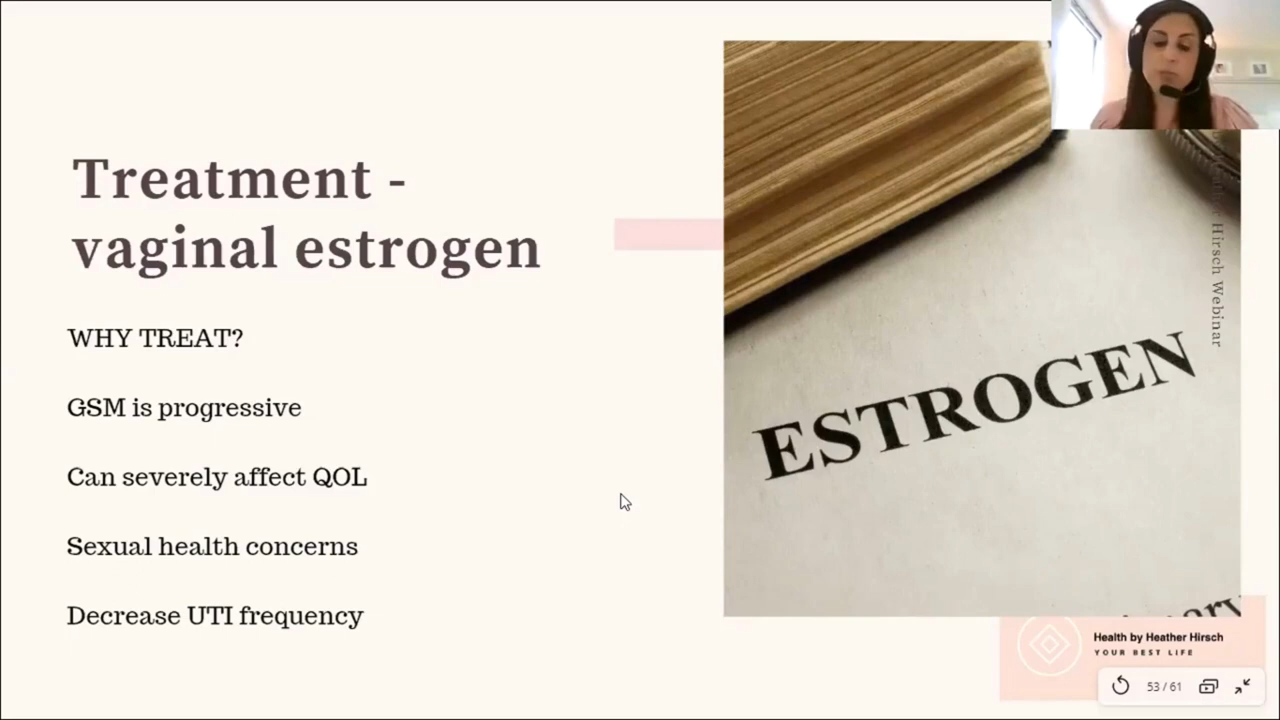 Treatment -
vaginal estrogen
WHY TREAT?
GSM is progressive
Can severely affect QOL
Sexual health concerns
Decrease UTI frequency
ESTROGEN
Hirsch Webinar
Health by Heather Hirsch
YOUR BEST LIFE
53 / 61